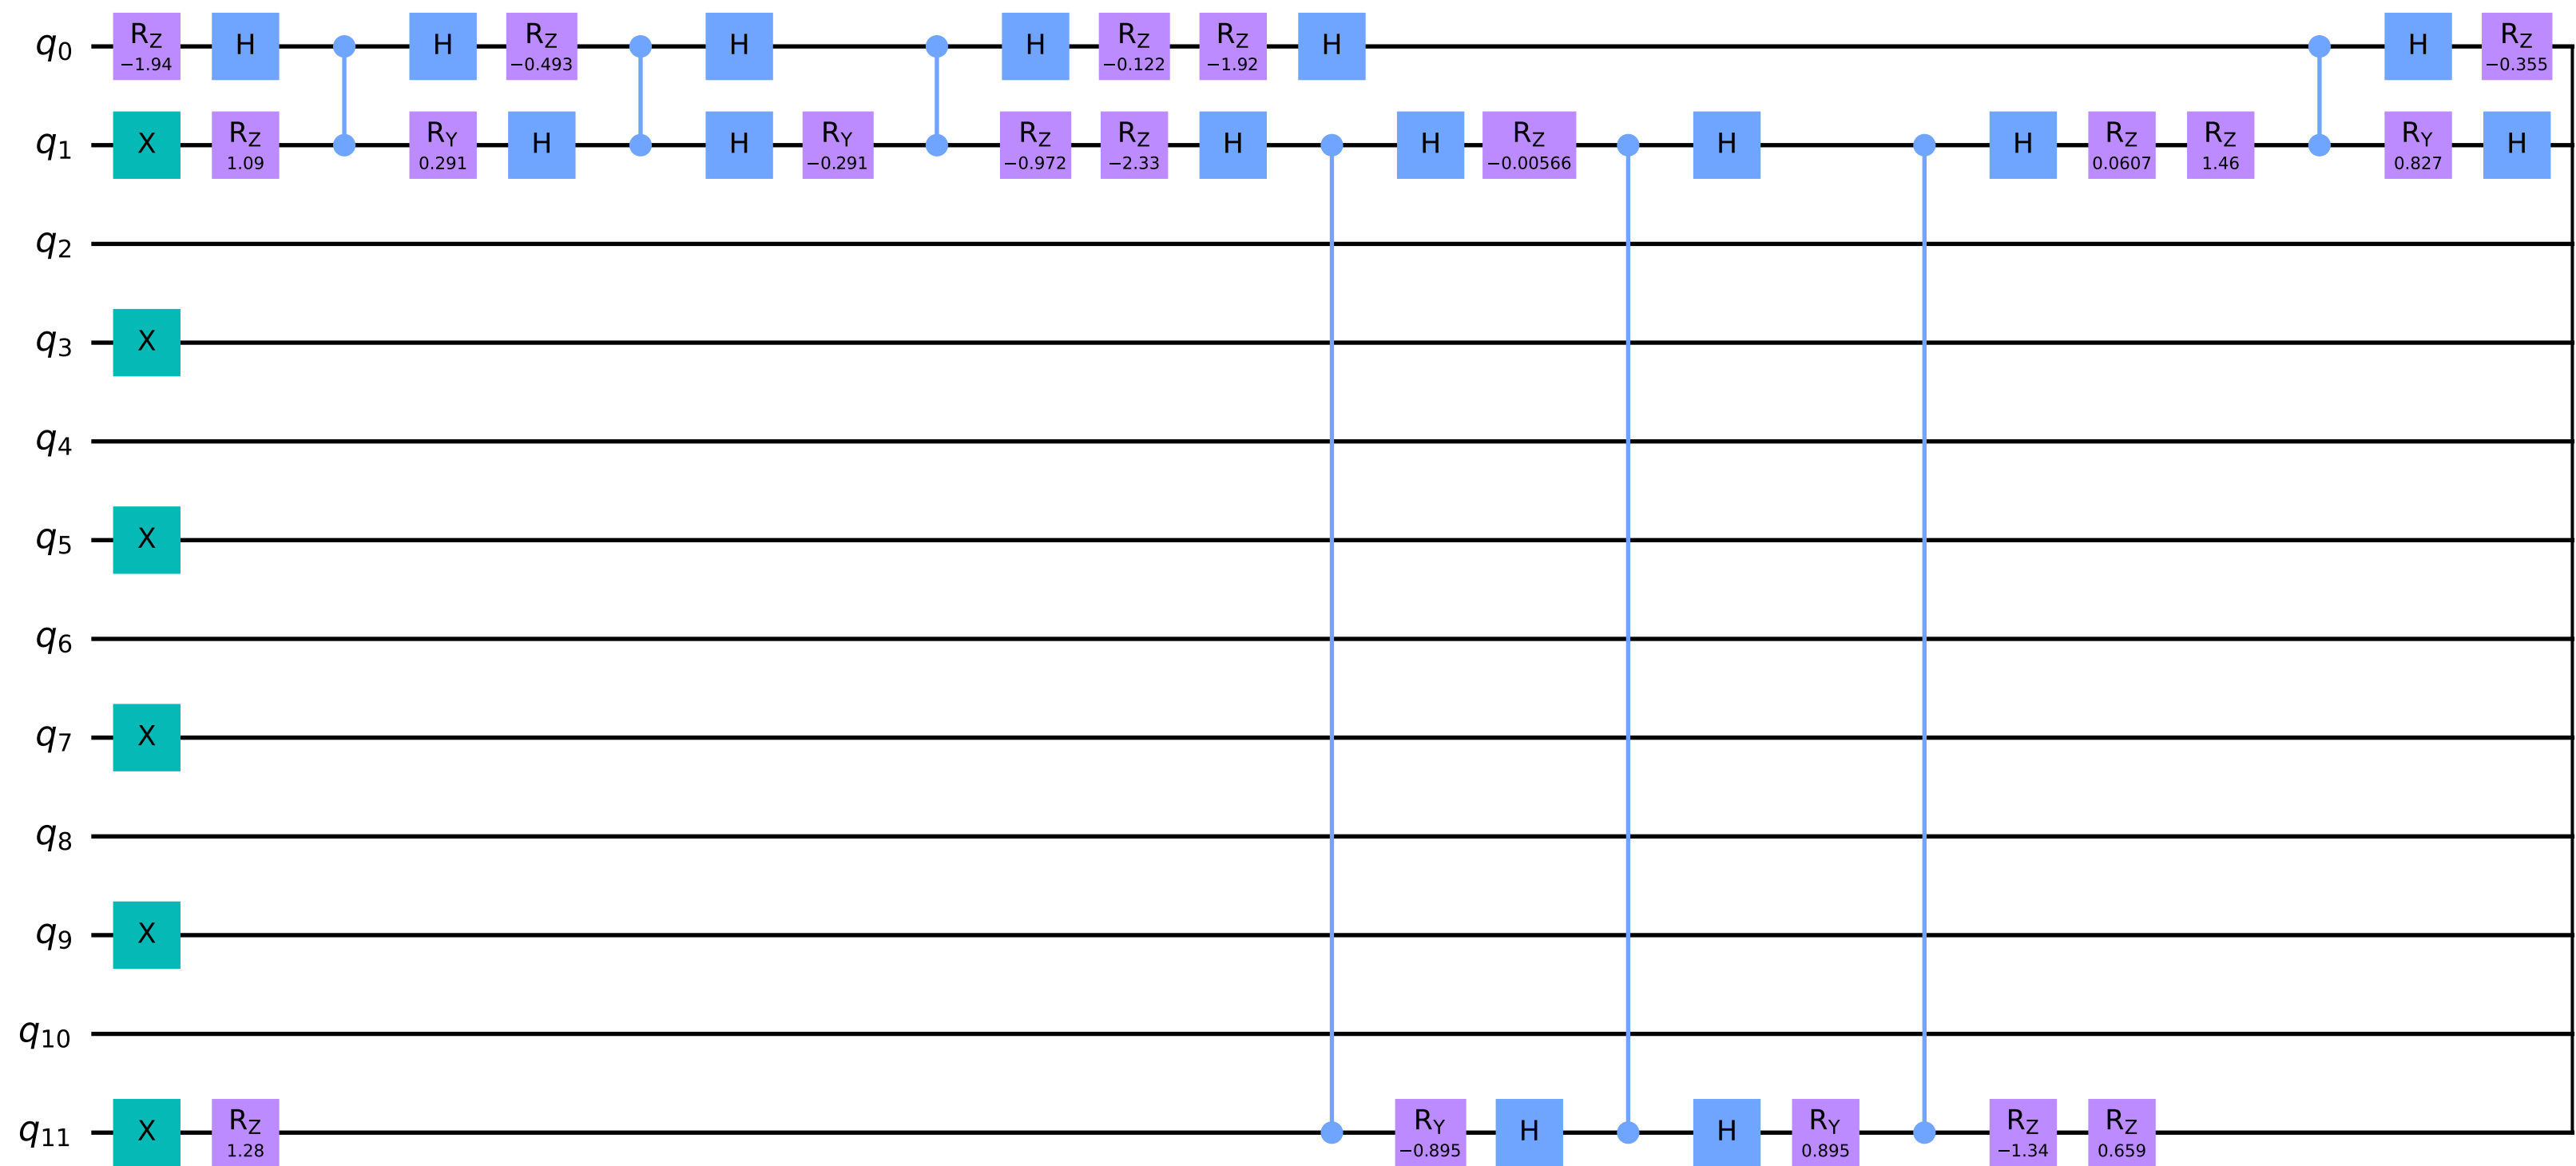 q0 RZ −1.94 H H RZ −0.493 H H RZ −0.122 RZ −1.92 H H RZ −0.355
q1 X RZ 1.09 RY 0.291 H H RY −0.291 RZ −0.972 RZ −2.33 H H RZ −0.00566 H H RZ 0.0607 RZ 1.46 RY 0.827 H
q2
q3 X
q4
q5 X
q6
q7 X
q8
q9 X
q10
q11 X RZ 1.28 RY −0.895 H H RY 0.895 RZ −1.34 RZ 0.659